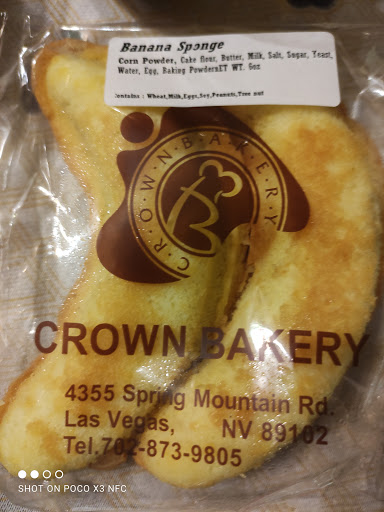 Banana Sponge
Corn Powder, Cake flour, Butter, Milk, Salt, Sugar, Yeast,
Water, Egg, Baking PowdersET WT. 6oz
Contains : Wheat,Milk,Eggs,Soy,Peanuts,Tree nut
CROWN BAKERY
B
CROWN BAKERY
4355 Spring Mountain Rd.
Las Vegas, NV 89102
Tel.702-873-9805
SHOT ON POCO X3 NFC